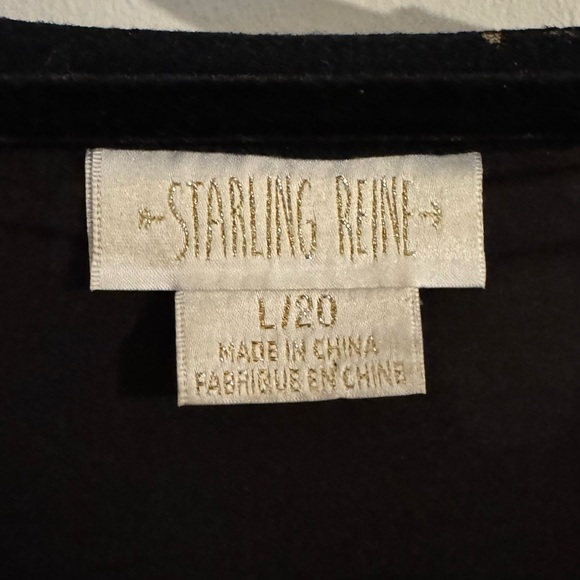 STARLING REINE
L/20
MADE IN CHINA
FABRIQUE EN CHINE